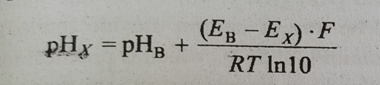 pH_X = pH_B + (E_B − E_X)·F / RT ln10